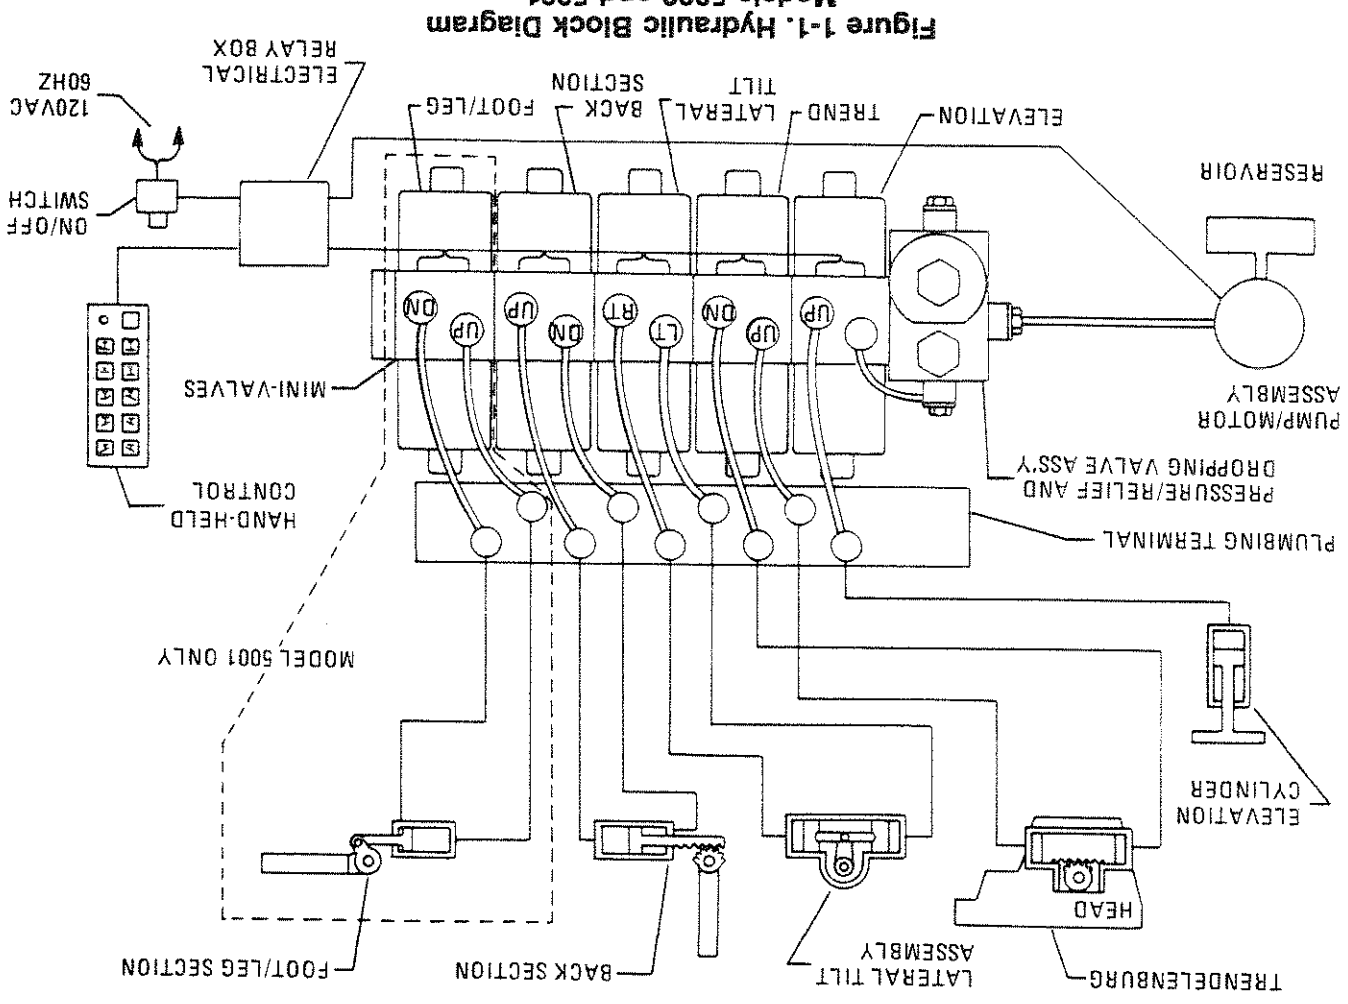 TRENDELENBURG
LATERAL TILT
ASSEMBLY
BACK SECTION
FOOT/LEG SECTION
HEAD
ELEVATION
CYLINDER
MODEL 5001 ONLY
PLUMBING TERMINAL
PRESSURE/RELIEF AND
DROPPING VALVE ASS'Y
HAND-HELD
CONTROL
PUMP/MOTOR
ASSEMBLY
MINI-VALVES
UP
UP
DN
LT
RT
DN
UP
UP
DN
RESERVOIR
ON/OFF
SWITCH
ELEVATION
TREND
LATERAL
TILT
BACK
SECTION
FOOT/LEG
ELECTRICAL
RELAY BOX
120VAC
60HZ
Figure 1-1. Hydraulic Block Diagram